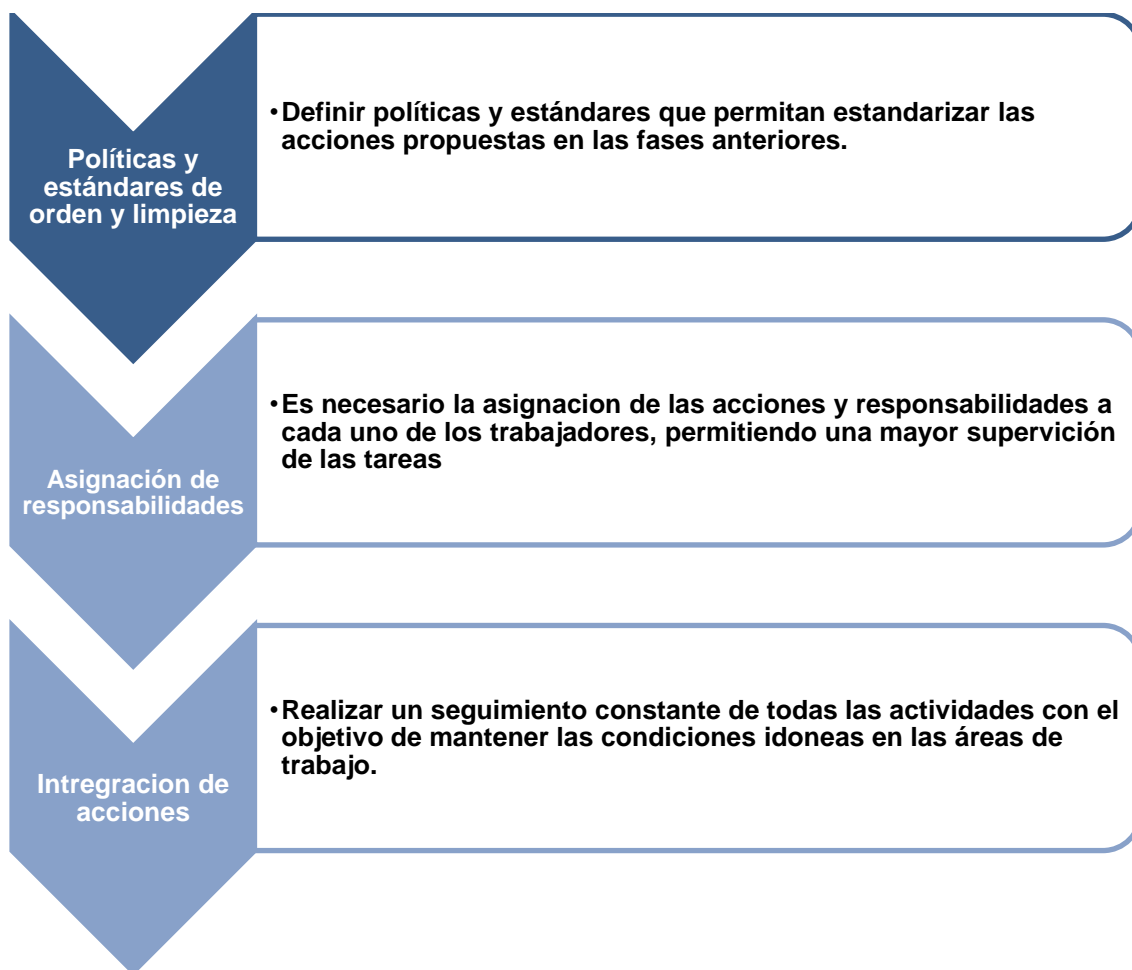 Políticas y
estándares de
orden y limpieza
•Definir políticas y estándares que permitan estandarizar las
acciones propuestas en las fases anteriores.
Asignación de
responsabilidades
•Es necesario la asignacion de las acciones y responsabilidades a
cada uno de los trabajadores, permitiendo una mayor supervición
de las tareas
Intregracion de
acciones
•Realizar un seguimiento constante de todas las actividades con el
objetivo de mantener las condiciones idoneas en las áreas de
trabajo.